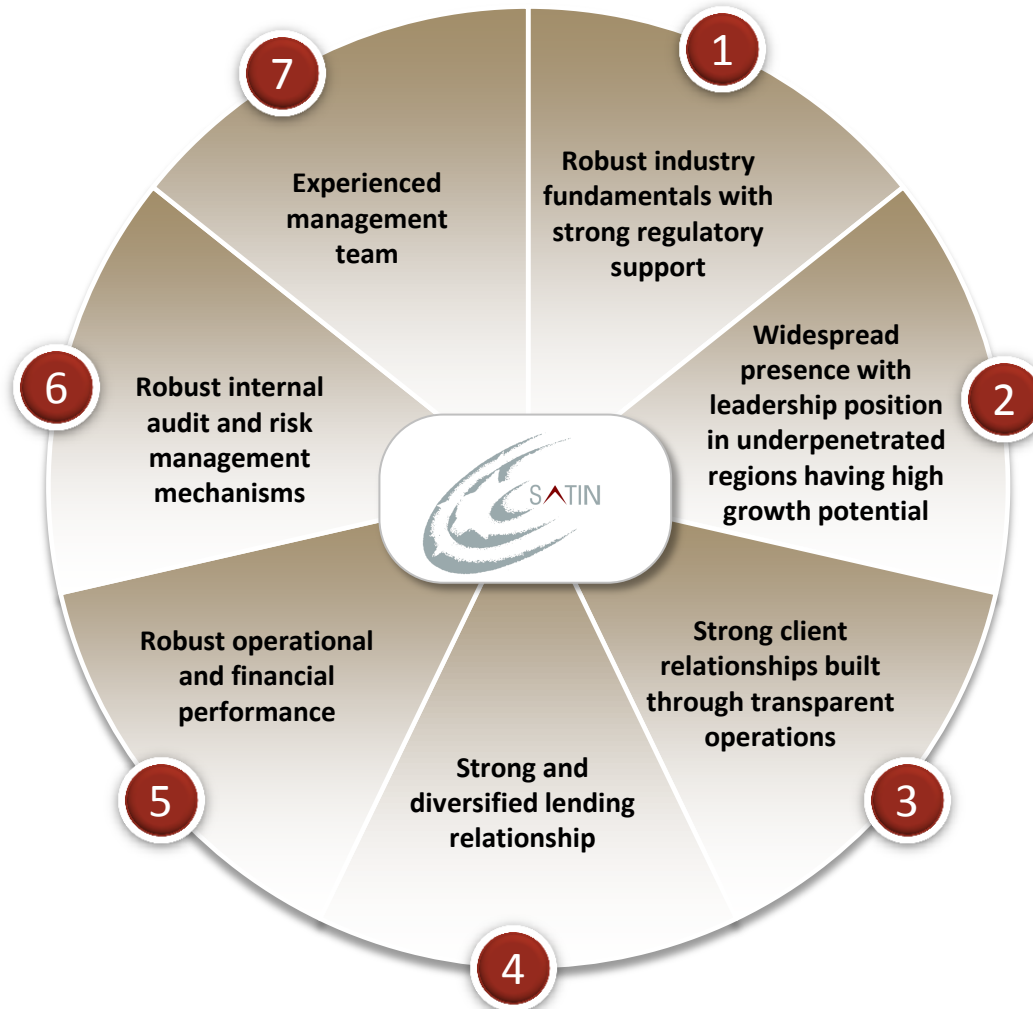 1
Robust industry
fundamentals with
strong regulatory
support
2
Widespread
presence with
leadership position
in underpenetrated
regions having high
growth potential
3
Strong client
relationships built
through transparent
operations
4
Strong and
diversified lending
relationship
5
Robust operational
and financial
performance
6
Robust internal
audit and risk
management
mechanisms
7
Experienced
management
team
SATIN